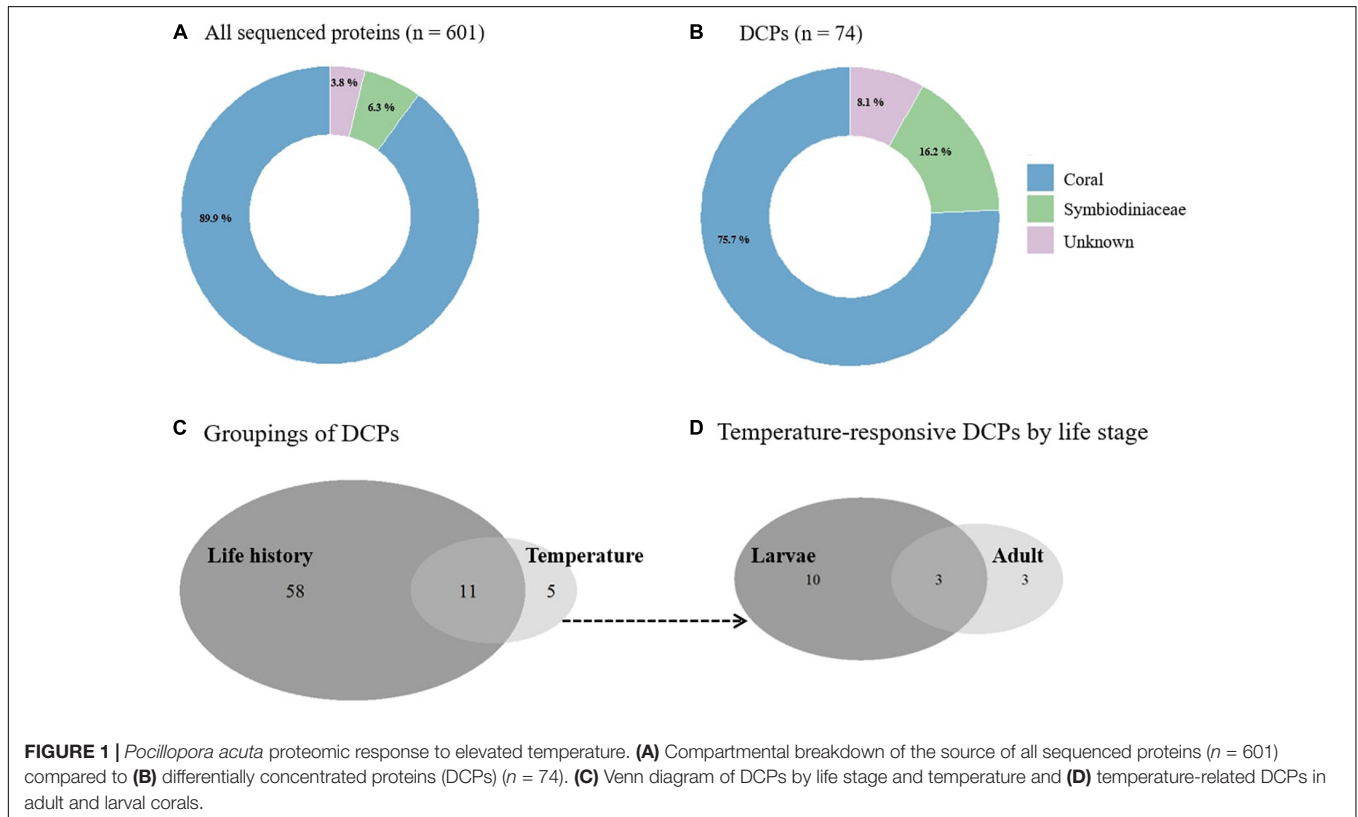 A All sequenced proteins (n = 601)
B DCPs (n = 74)
3.8 %
6.3 %
89.9 %
8.1 %
16.2 %
75.7 %
Coral
Symbiodiniaceae
Unknown
C Groupings of DCPs
D Temperature-responsive DCPs by life stage
Life history
58
11
Temperature
5
Larvae
10
3
Adult
3
FIGURE 1 | Pocillopora acuta proteomic response to elevated temperature. (A) Compartmental breakdown of the source of all sequenced proteins (n = 601)
compared to (B) differentially concentrated proteins (DCPs) (n = 74). (C) Venn diagram of DCPs by life stage and temperature and (D) temperature-related DCPs in
adult and larval corals.